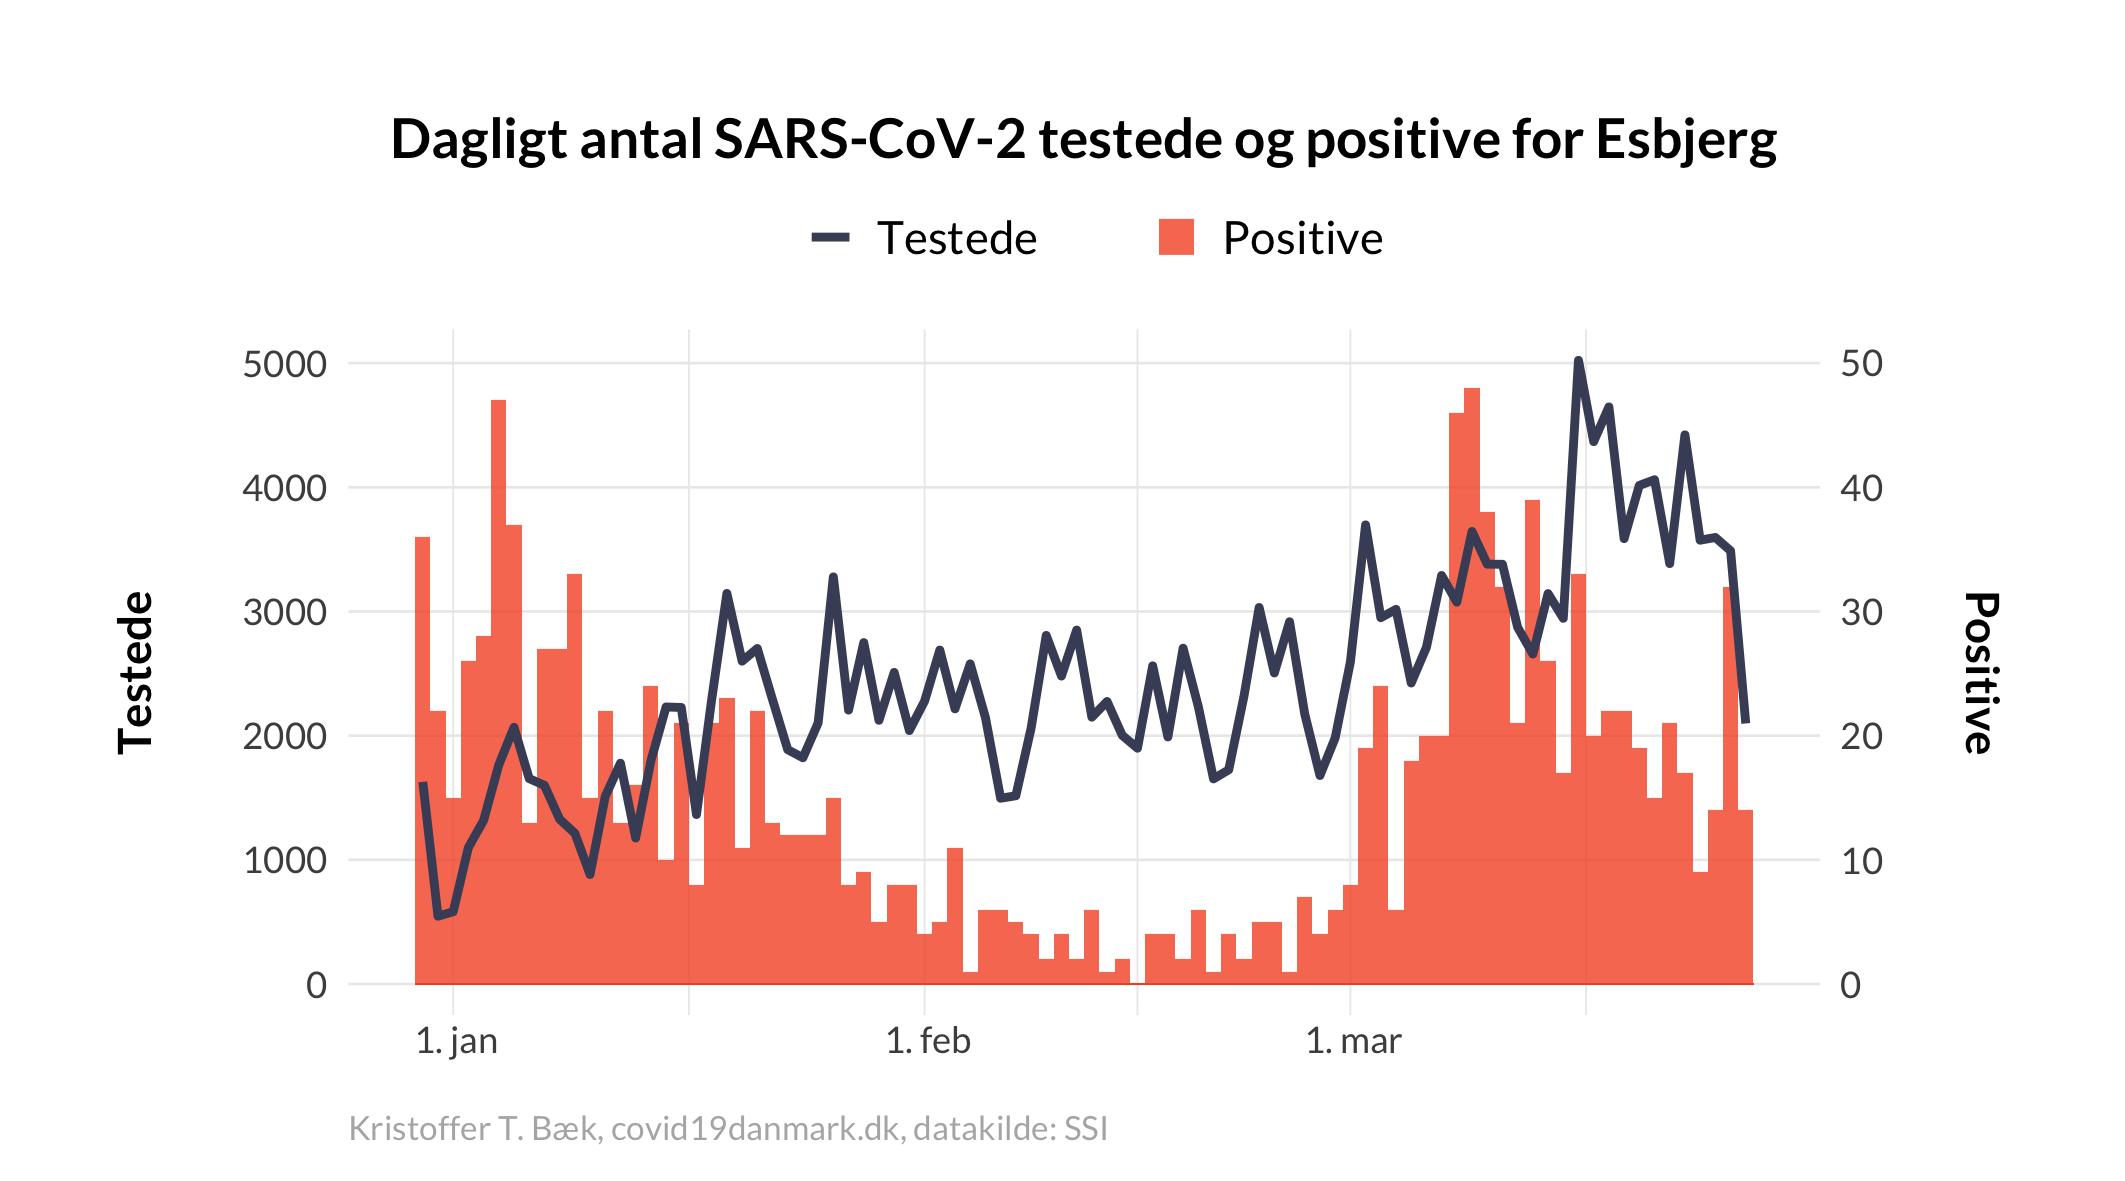 Dagligt antal SARS-CoV-2 testede og positive for Esbjerg
Testede
Positive
5000
4000
3000
2000
1000
0
Testede
50
40
30
20
10
0
Positive
1. jan
1. feb
1. mar
Kristoffer T. Bæk, covid19danmark.dk, datakilde: SSI